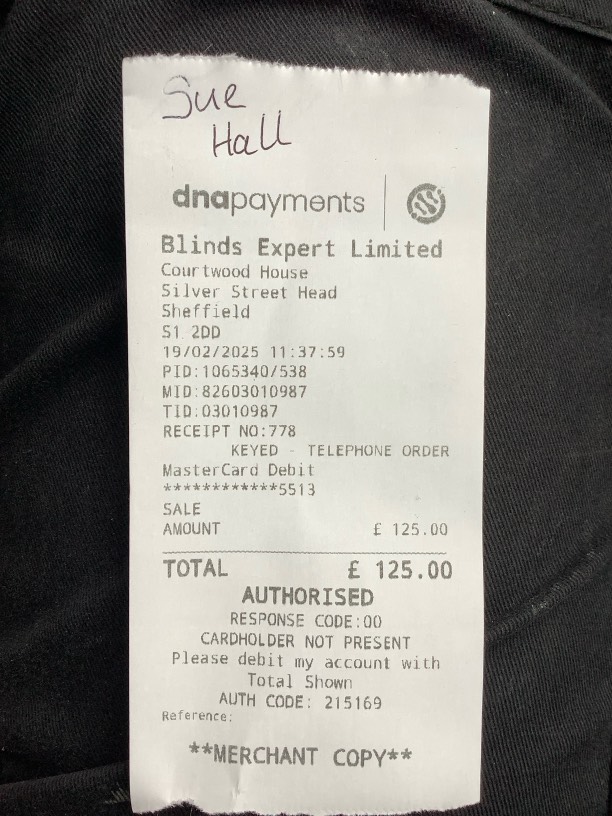 Sue
Hall
dnapayments
Blinds Expert Limited
Courtwood House
Silver Street Head
Sheffield
S1 2DD
19/02/2025 11:37:59
PID:1065340/538
MID:82603010987
TID:03010987
RECEIPT NO:778
KEYED - TELEPHONE ORDER
MasterCard Debit
************5513
SALE
AMOUNT £ 125.00
TOTAL £ 125.00
AUTHORISED
RESPONSE CODE:00
CARDHOLDER NOT PRESENT
Please debit my account with
Total Shown
AUTH CODE: 215169
Reference:
**MERCHANT COPY**